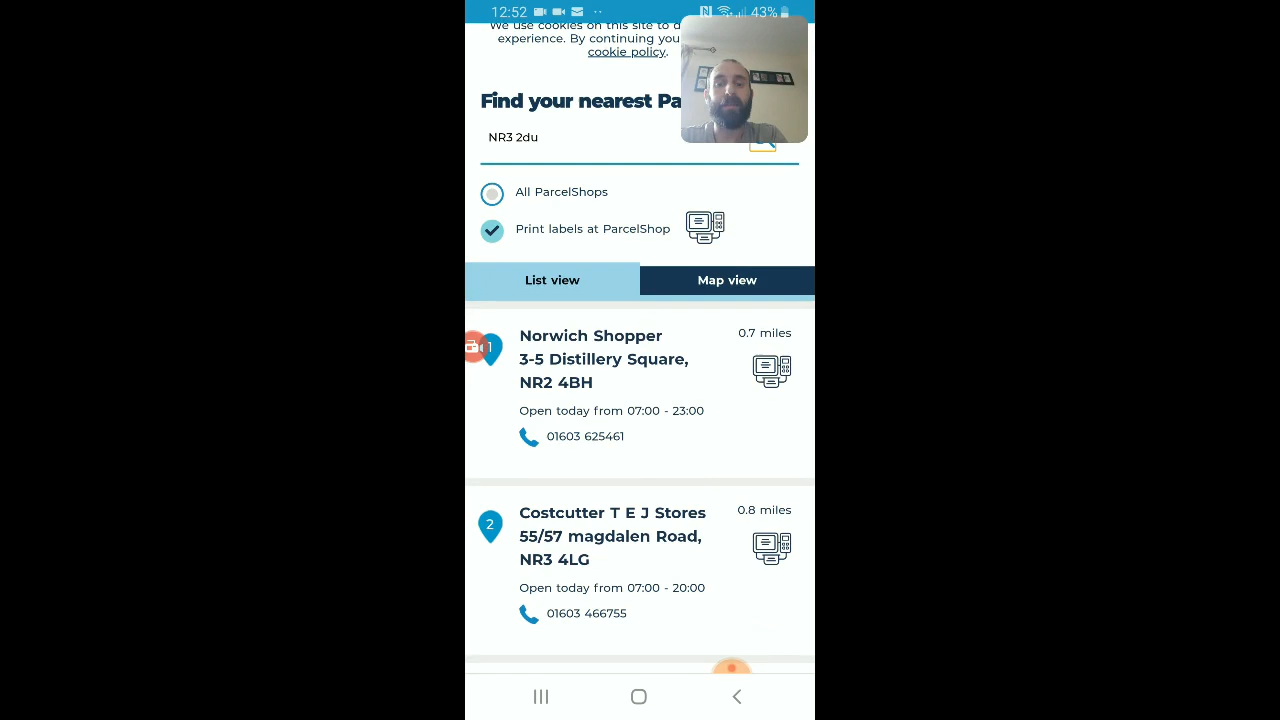 12:52
43%
We use cookies on this site to d
experience. By continuing you
cookie policy.
Find your nearest Pa
NR3 2du
All ParcelShops
Print labels at ParcelShop
List view
Map view
1
Norwich Shopper
0.7 miles
3-5 Distillery Square,
NR2 4BH
Open today from 07:00 - 23:00
01603 625461
2
Costcutter T E J Stores
0.8 miles
55/57 magdalen Road,
NR3 4LG
Open today from 07:00 - 20:00
01603 466755